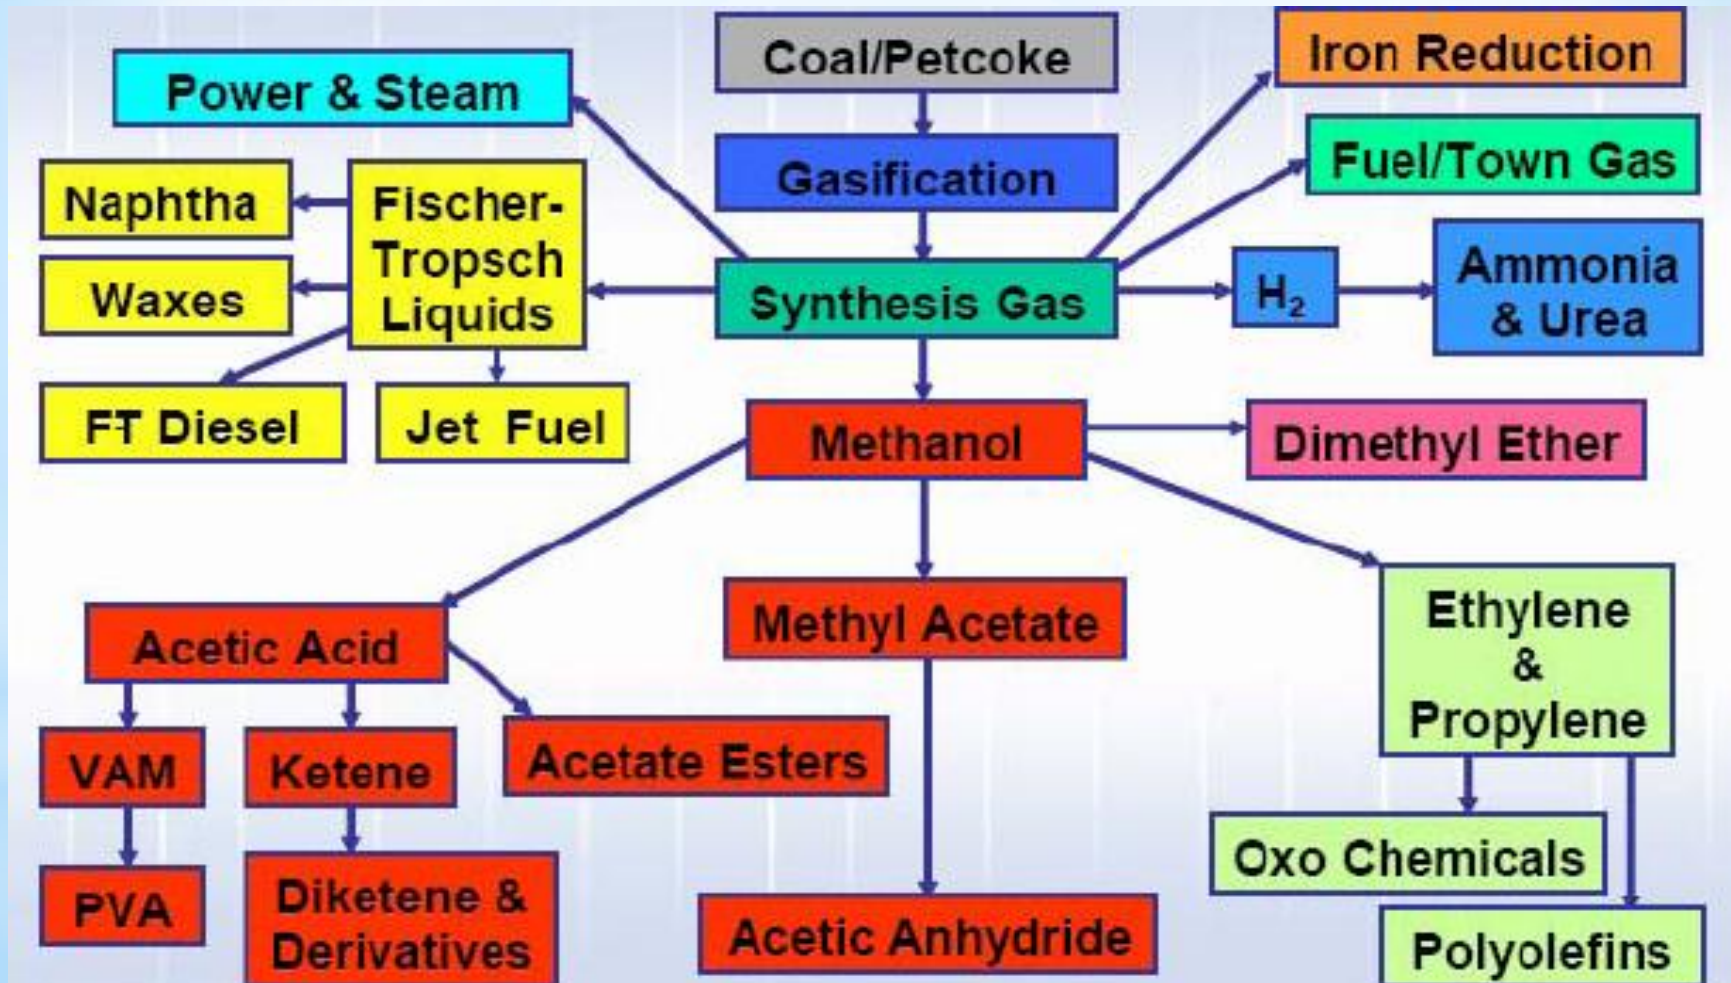 Coal/Petcoke
Iron Reduction
Power & Steam
Fuel/Town Gas
Gasification
Naphtha
Fischer-
Tropsch
Liquids
Waxes
Synthesis Gas
H₂
Ammonia
& Urea
FT Diesel
Jet Fuel
Methanol
Dimethyl Ether
Acetic Acid
Methyl Acetate
Ethylene
&
Propylene
VAM
Ketene
Acetate Esters
Oxo Chemicals
PVA
Diketene &
Derivatives
Acetic Anhydride
Polyolefins